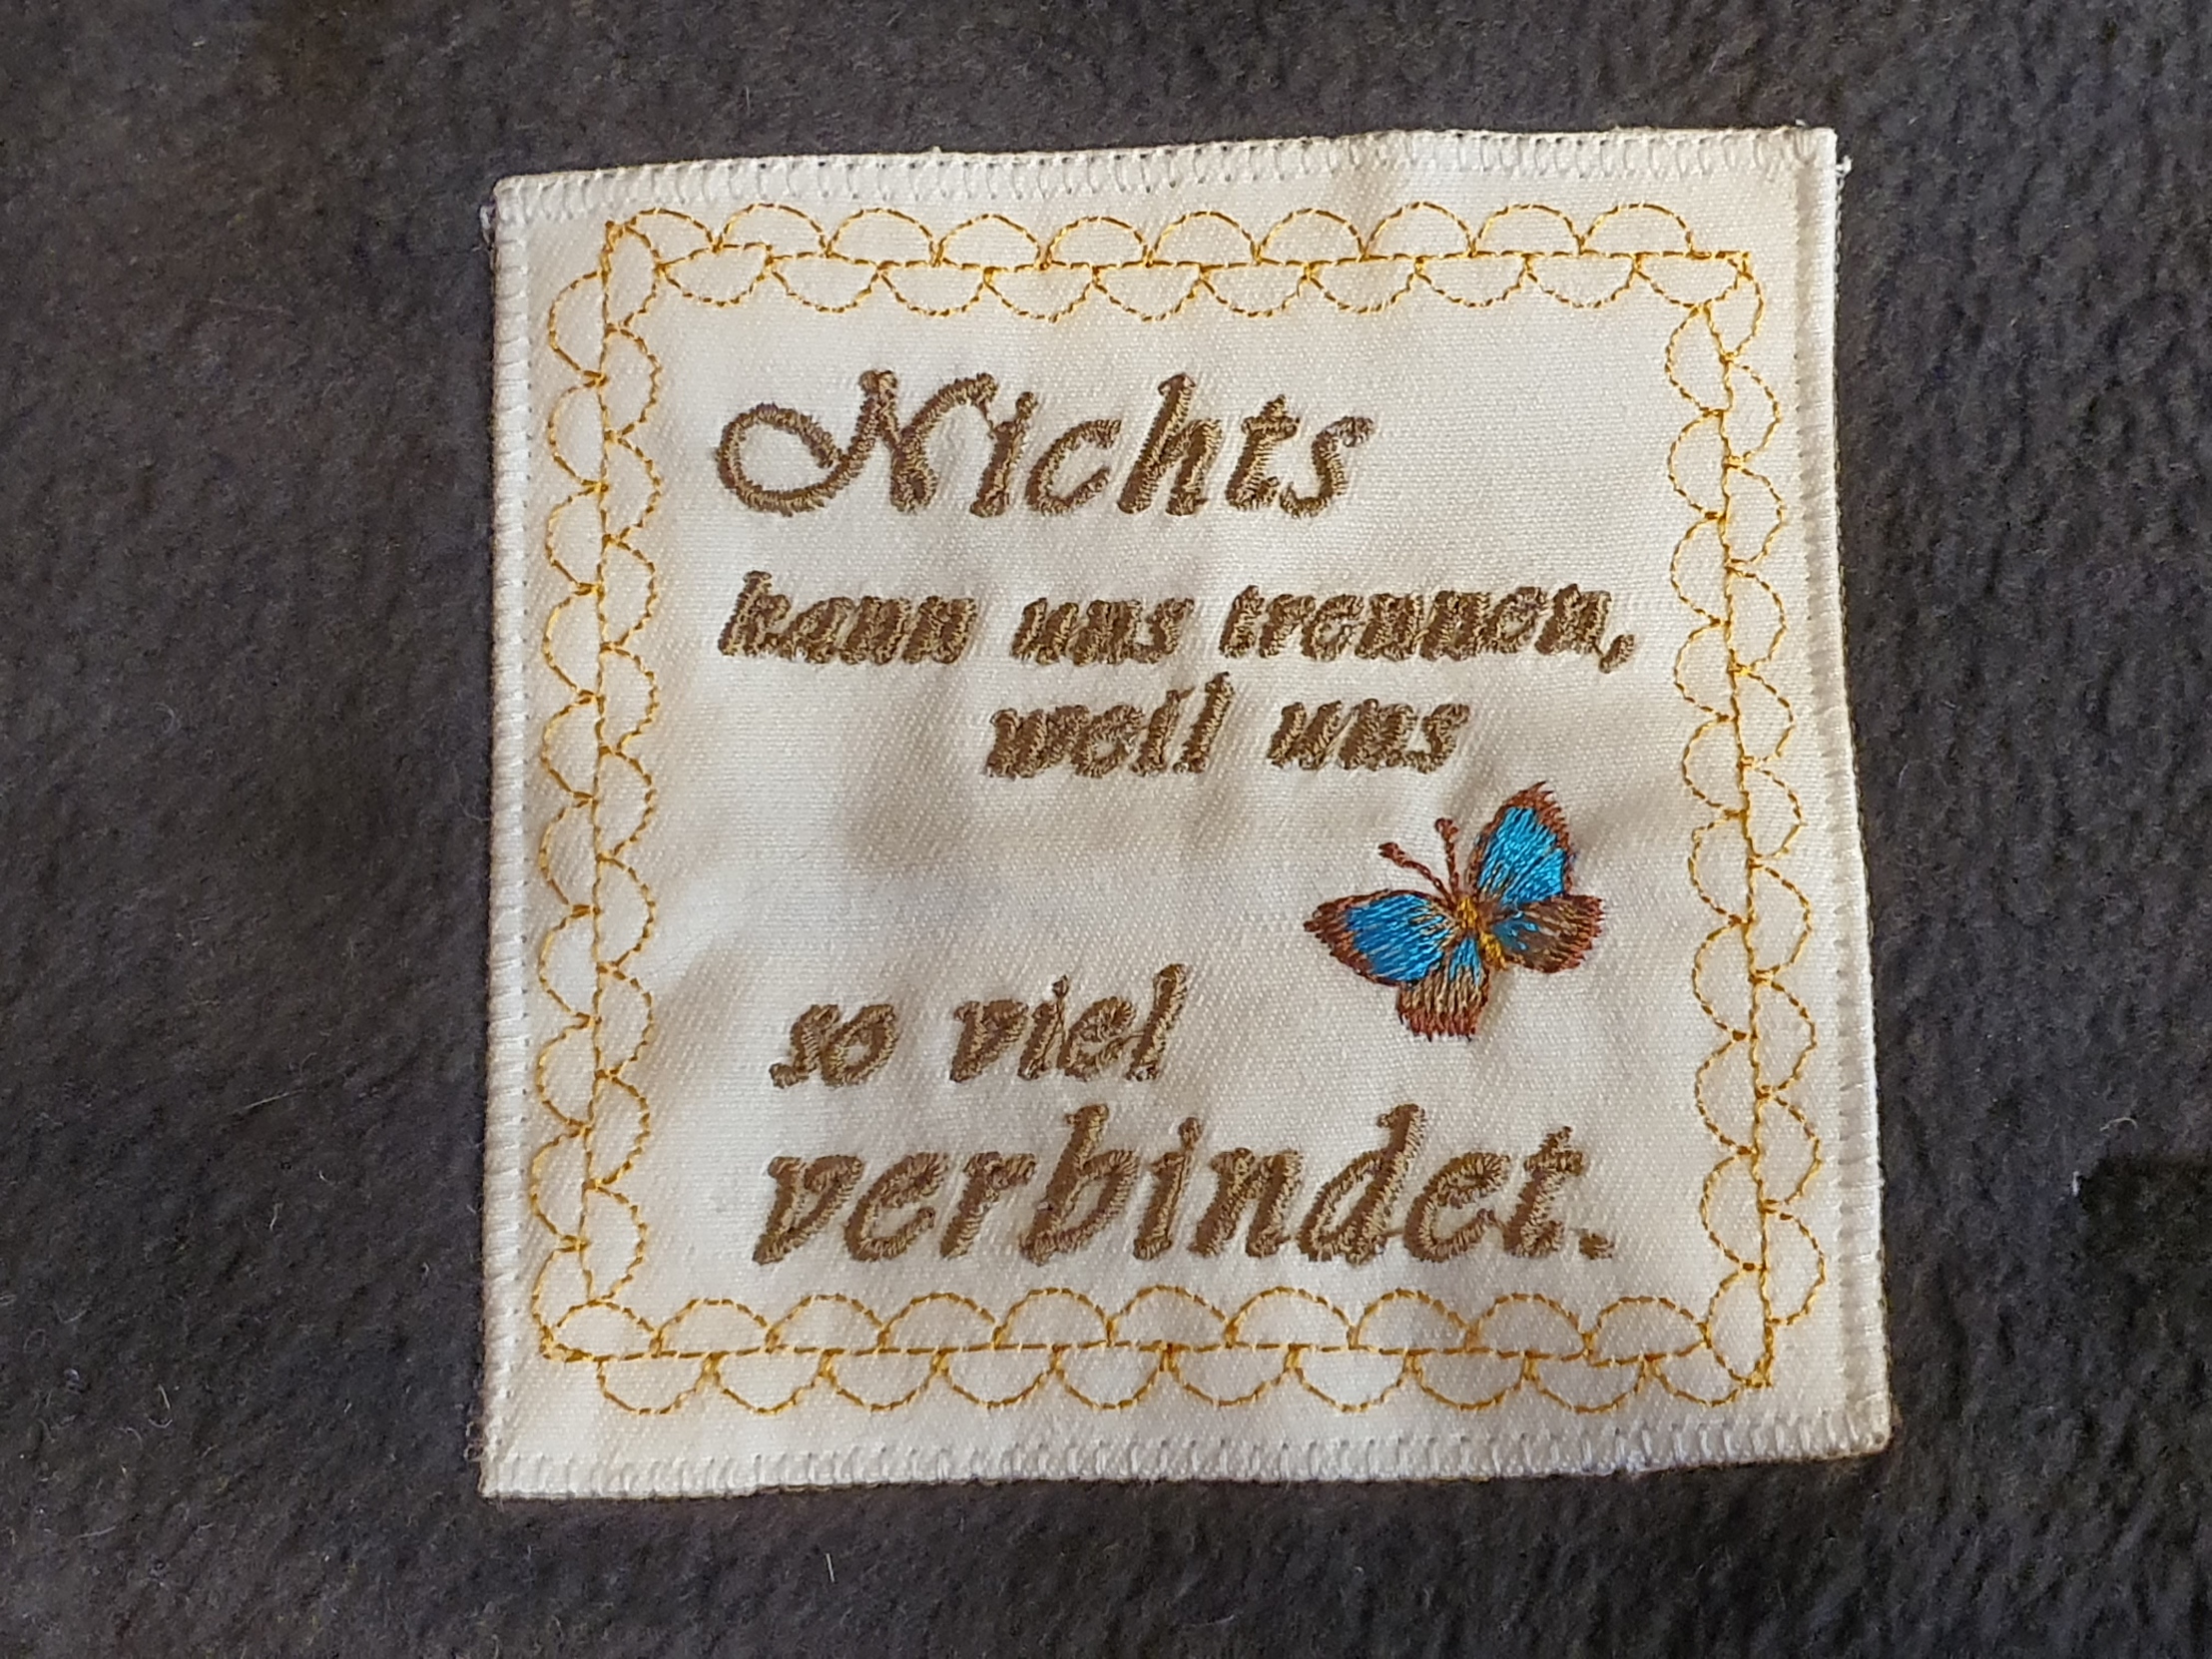 Nichts
kann uns trennen,
weil uns
so viel
verbindet.